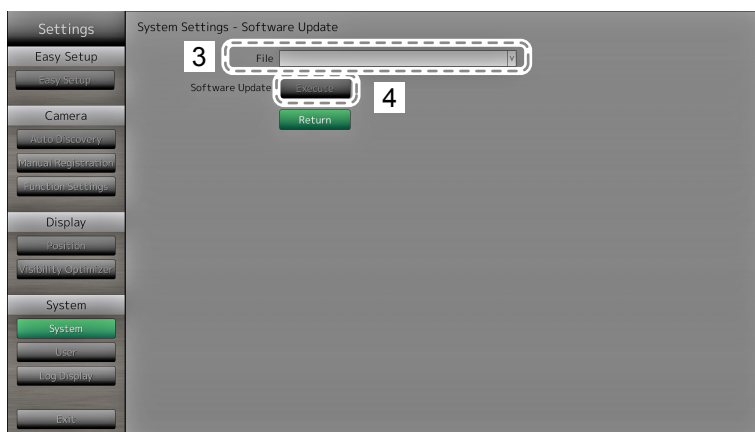 Settings
Easy Setup
Easy Setup
Camera
Auto Discovery
Manual Registration
Function Settings
Display
Position
Visibility Optimizer
System
System
User
Log Display
Exit
System Settings - Software Update
3
File
Software Update
Execute
4
Return